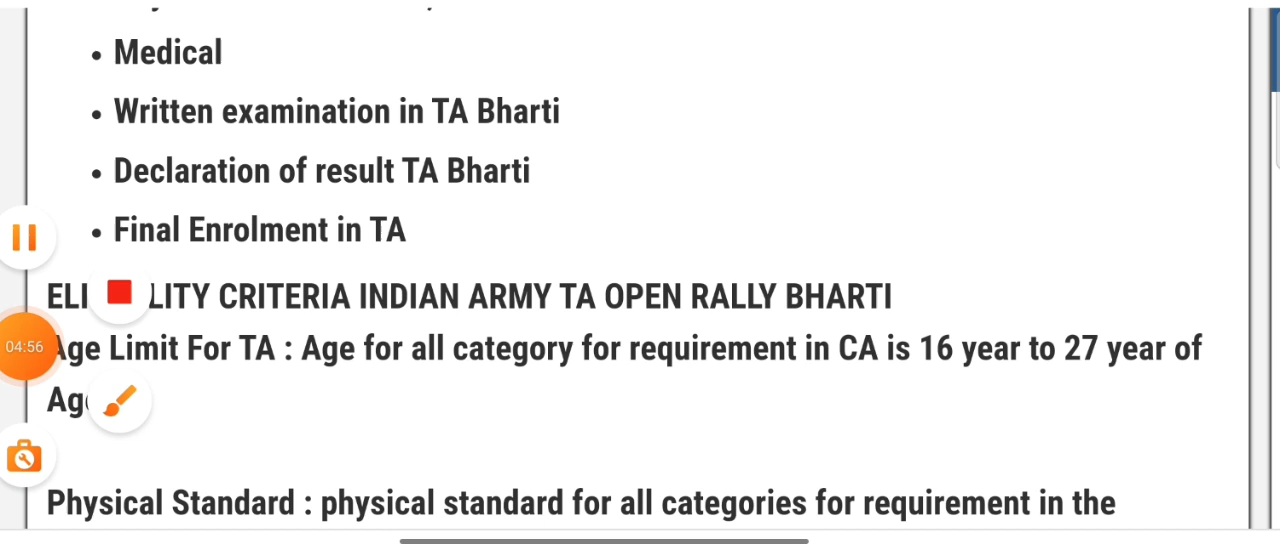 Medical
Written examination in TA Bharti
Declaration of result TA Bharti
Final Enrolment in TA
LITY CRITERIA INDIAN ARMY TA OPEN RALLY BHARTI
Age Limit For TA : Age for all category for requirement in CA is 16 year to 27 year of
04:56
Physical Standard : physical standard for all categories for requirement in the